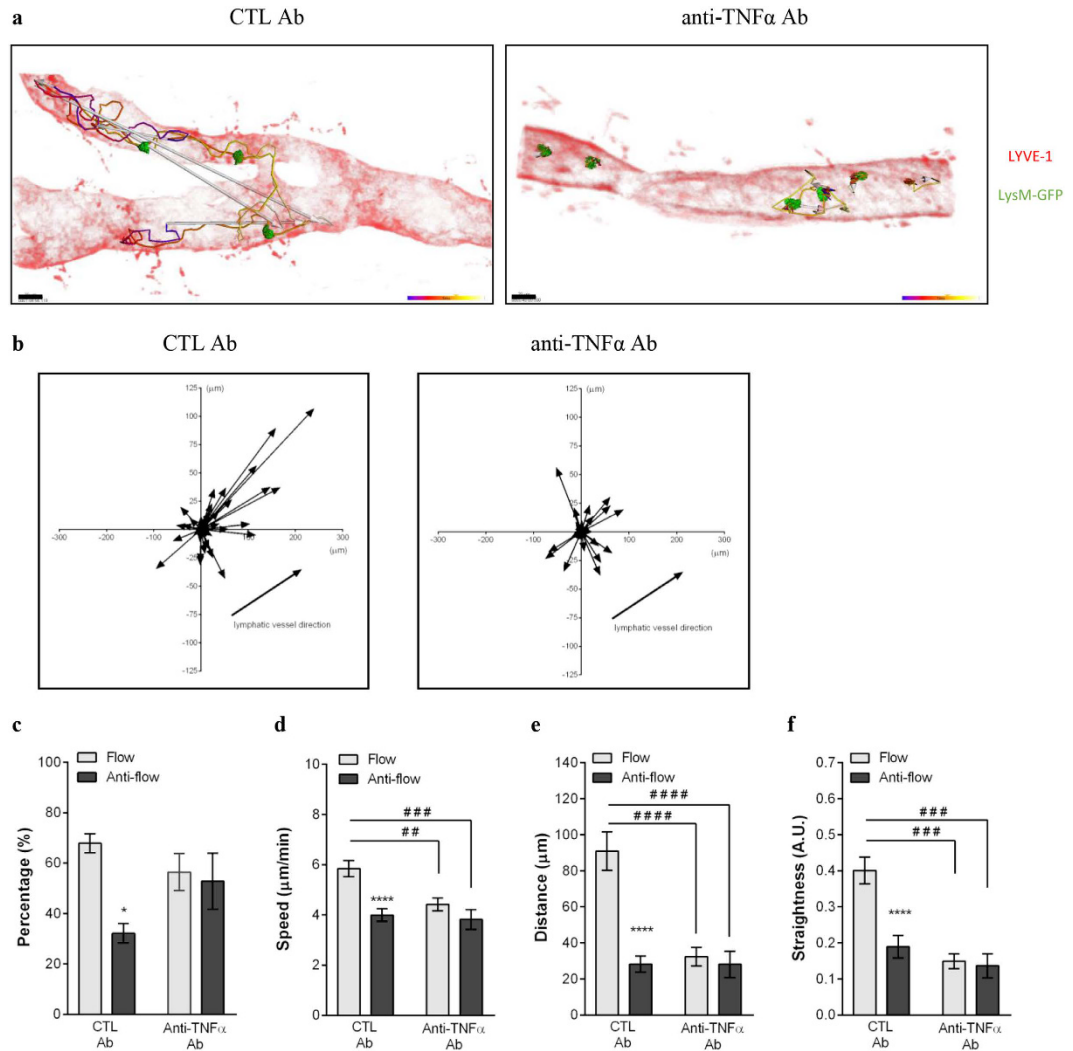 a
CTL Ab
anti-TNFα Ab
LYVE-1
LysM-GFP
b
CTL Ab
anti-TNFα Ab
125
(μm)
100
75
50
25
-300
-200
-100
100
200
300
(μm)
-25
-50
-75
-100
-125
lymphatic vessel direction
125
(μm)
100
75
50
25
-300
-200
-100
100
200
300
(μm)
-25
-50
-75
-100
-125
lymphatic vessel direction
c
Flow
Anti-flow
Percentage (%)
100
80
60
40
20
0
*
CTL
Ab
Anti-TNFα
Ab
d
Flow
Anti-flow
Speed (μm/min)
10
8
6
4
2
0
###
##
****
CTL
Ab
Anti-TNFα
Ab
e
Flow
Anti-flow
Distance (μm)
140
120
100
80
60
40
20
0
####
####
****
CTL
Ab
Anti-TNFα
Ab
f
Flow
Anti-flow
Straightness (A.U.)
0.7
0.6
0.5
0.4
0.3
0.2
0.1
0.0
###
###
****
CTL
Ab
Anti-TNFα
Ab